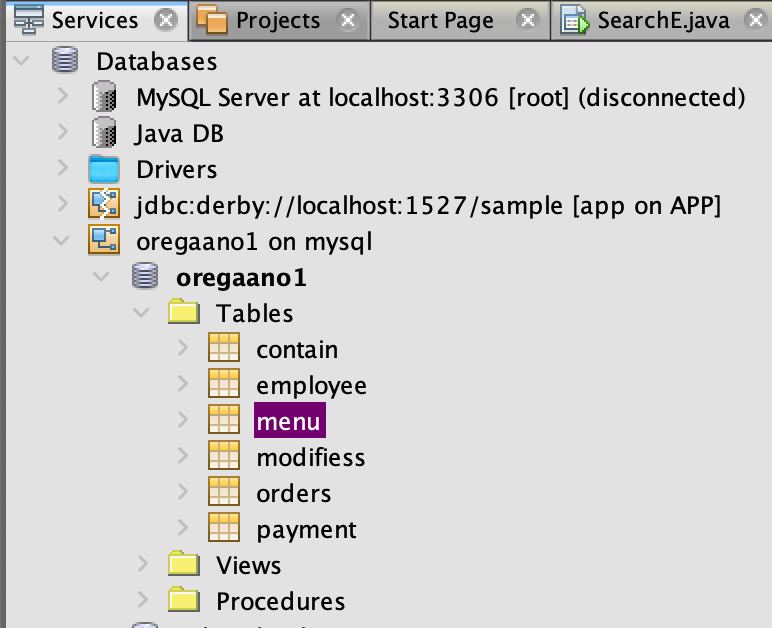 Services Projects Start Page SearchE.java
Databases
MySQL Server at localhost:3306 [root] (disconnected)
Java DB
Drivers
jdbc:derby://localhost:1527/sample [app on APP]
oregaano1 on mysql
oregaano1
Tables
contain
employee
menu
modifiess
orders
payment
Views
Procedures